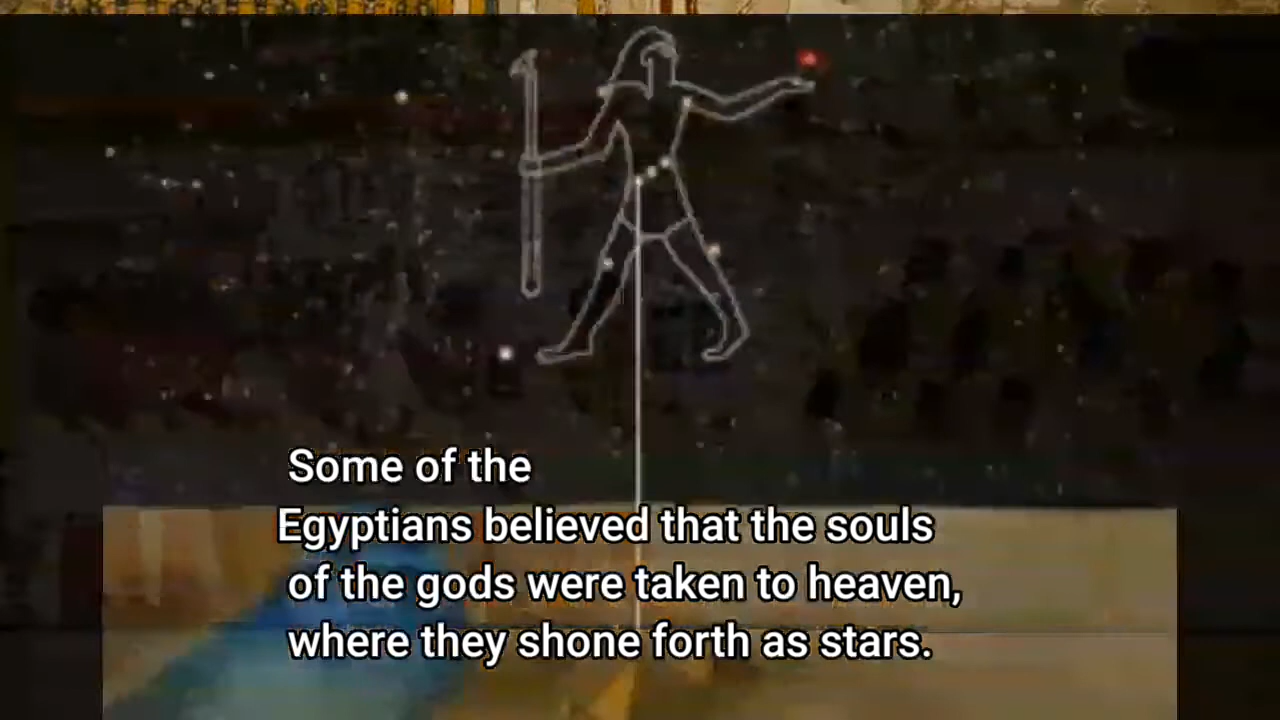 Some of the
Egyptians believed that the souls
of the gods were taken to heaven,
where they shone forth as stars.